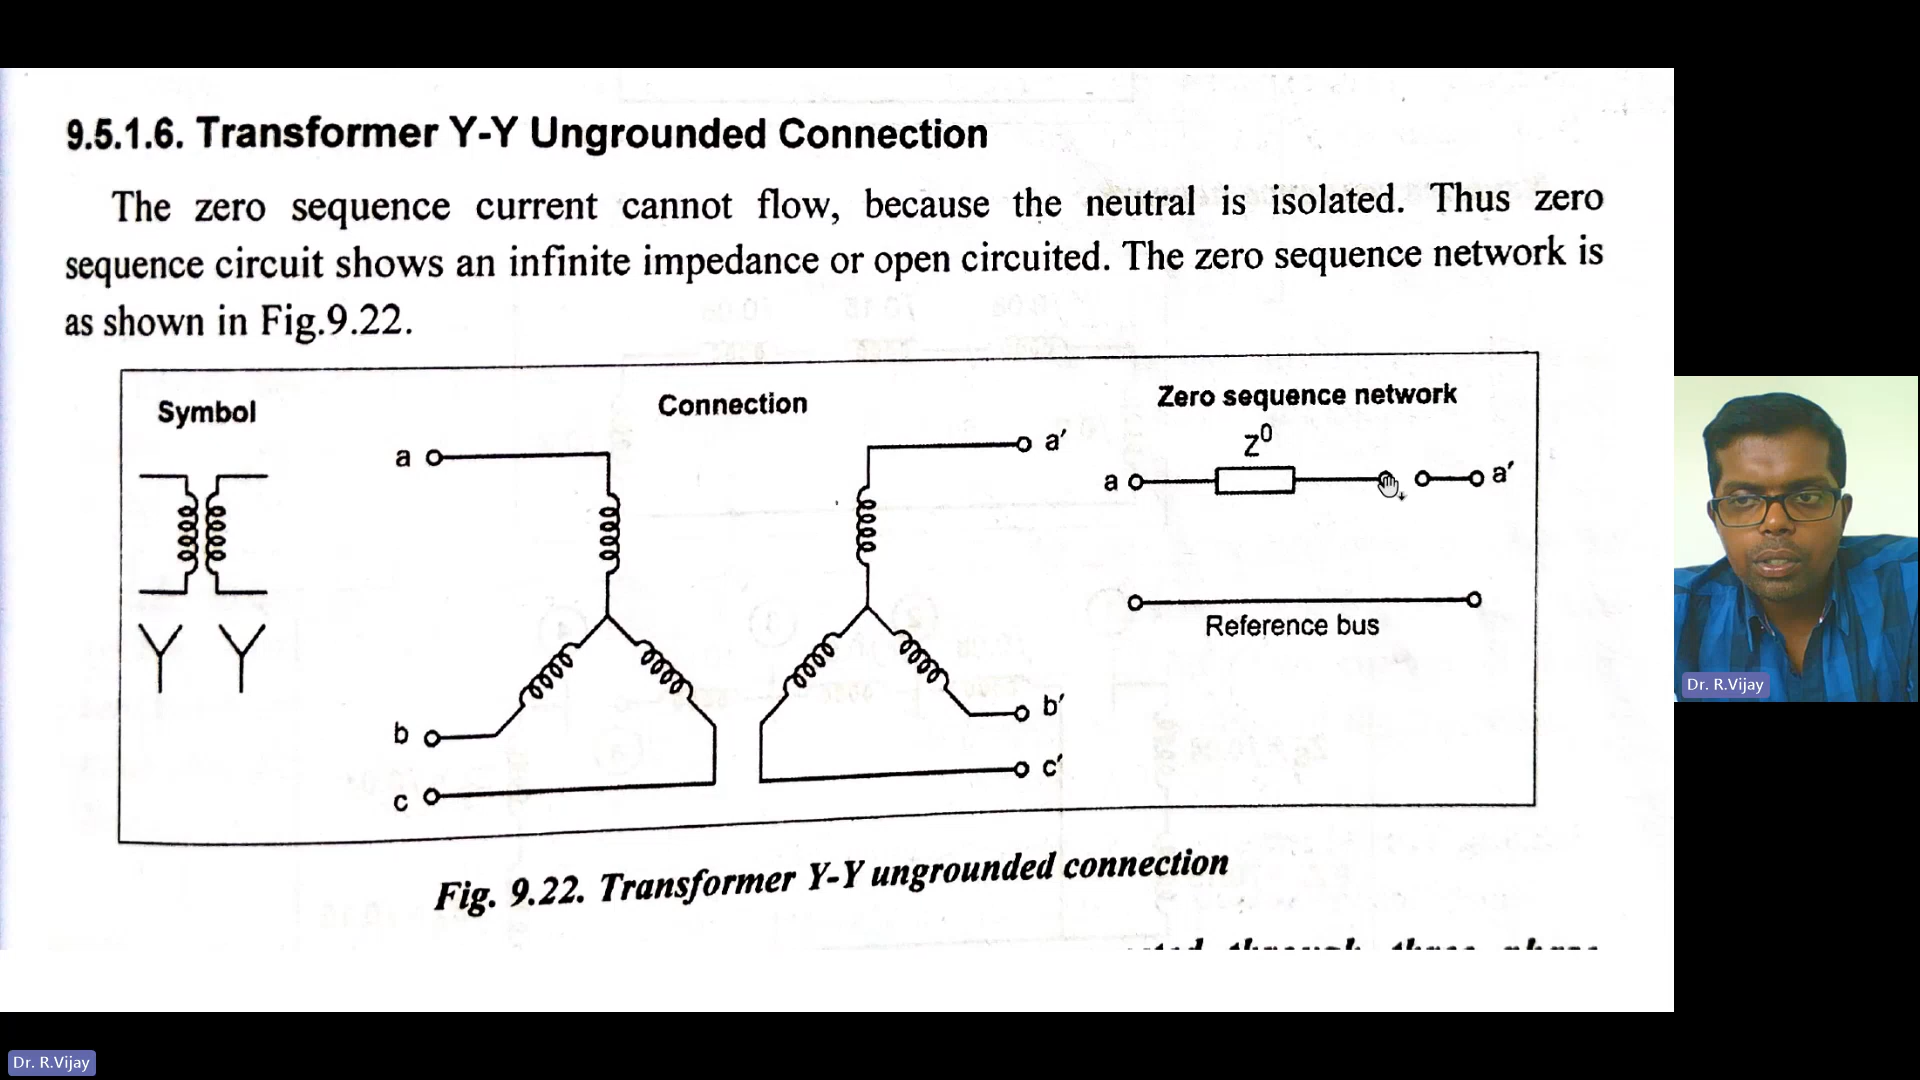 9.5.1.6. Transformer Y-Y Ungrounded Connection
The zero sequence current cannot flow, because the neutral is isolated. Thus zero
sequence circuit shows an infinite impedance or open circuited. The zero sequence network is
as shown in Fig.9.22.
Symbol
Connection
Zero sequence network
Z⁰
a
a′
a
a′
Reference bus
b
b′
c
c′
Fig. 9.22. Transformer Y-Y ungrounded connection
through three phase
Dr. R.Vijay
Dr. R.Vijay